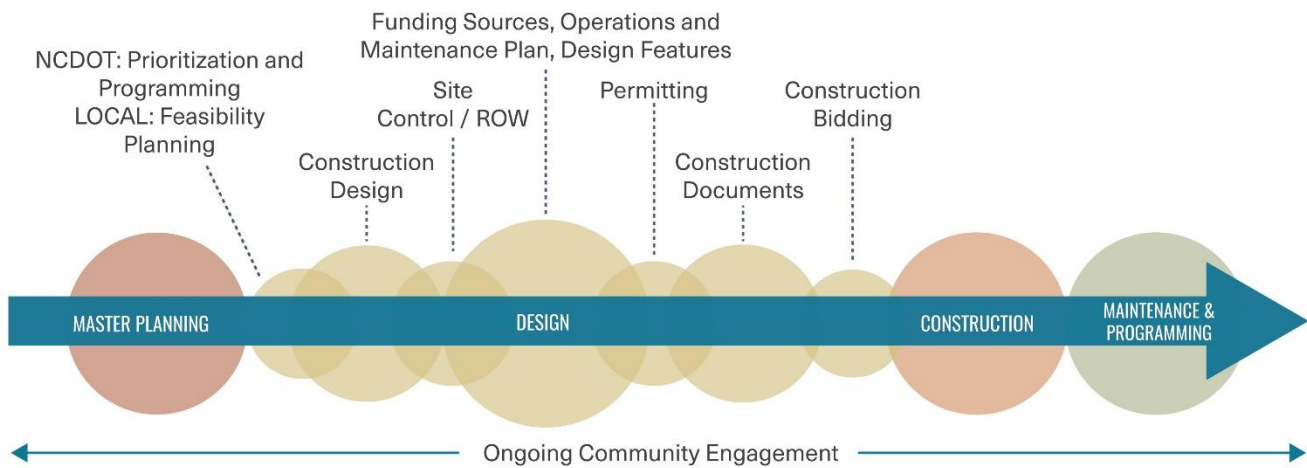 NCDOT: Prioritization and
Programming
LOCAL: Feasibility
Planning
Construction
Design
Site
Control / ROW
Funding Sources, Operations and
Maintenance Plan, Design Features
Permitting
Construction
Documents
Construction
Bidding
MASTER PLANNING
DESIGN
CONSTRUCTION
MAINTENANCE &
PROGRAMMING
Ongoing Community Engagement